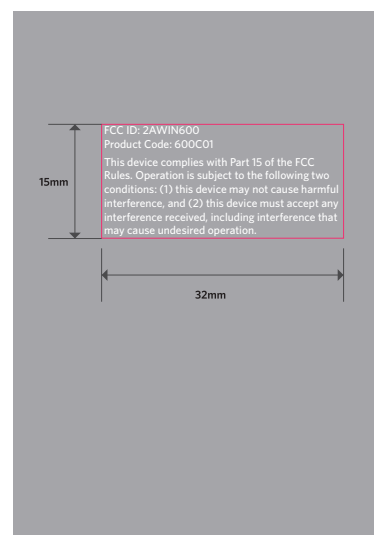 FCC ID: 2AWIN600
Product Code: 600C01
This device complies with Part 15 of the FCC
Rules. Operation is subject to the following two
conditions: (1) this device may not cause harmful
interference, and (2) this device must accept any
interference received, including interference that
may cause undesired operation.
15mm
32mm